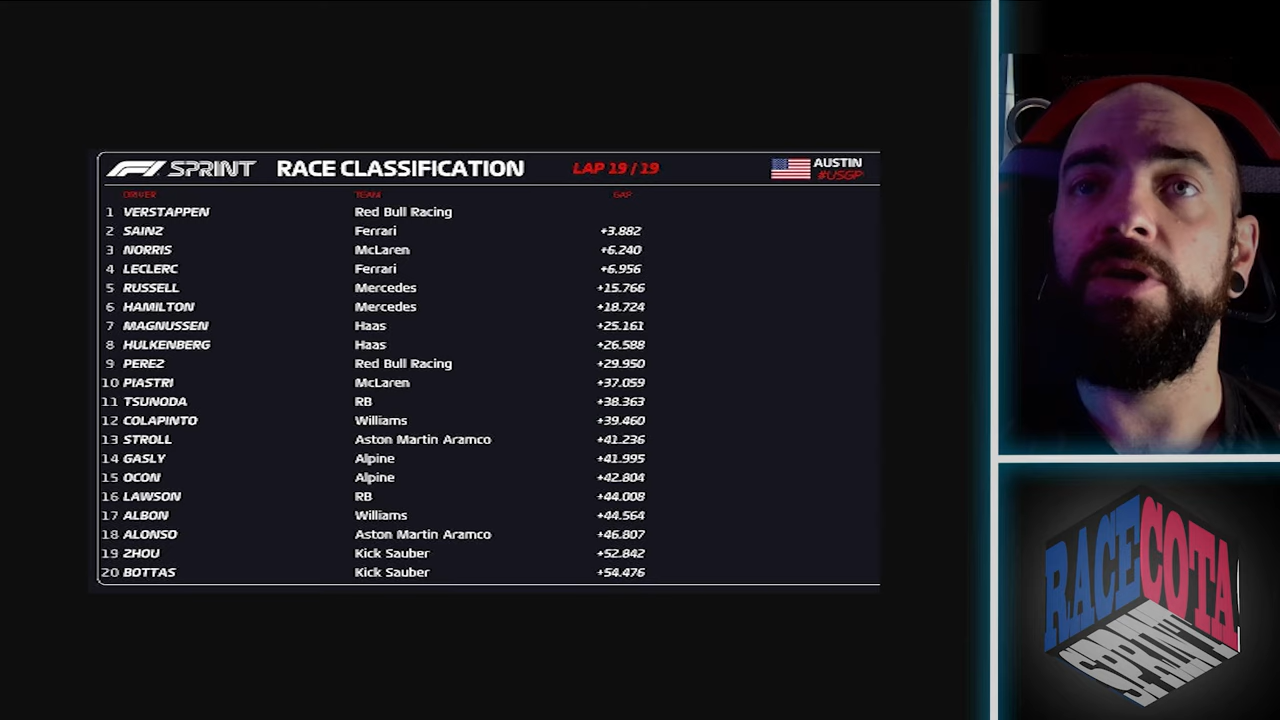 F1 SPRINT RACE CLASSIFICATION LAP 19 / 19 AUSTIN #USGP
DRIVER TEAM GAP
1 VERSTAPPEN Red Bull Racing
2 SAINZ Ferrari +3.882
3 NORRIS McLaren +6.240
4 LECLERC Ferrari +6.956
5 RUSSELL Mercedes +15.766
6 HAMILTON Mercedes +18.724
7 MAGNUSSEN Haas +25.161
8 HULKENBERG Haas +26.588
9 PEREZ Red Bull Racing +29.950
10 PIASTRI McLaren +37.059
11 TSUNODA RB +38.363
12 COLAPINTO Williams +39.460
13 STROLL Aston Martin Aramco +41.236
14 GASLY Alpine +41.995
15 OCON Alpine +42.804
16 LAWSON RB +44.008
17 ALBON Williams +44.564
18 ALONSO Aston Martin Aramco +46.807
19 ZHOU Kick Sauber +52.842
20 BOTTAS Kick Sauber +54.476
RACE COTA
SPRINT